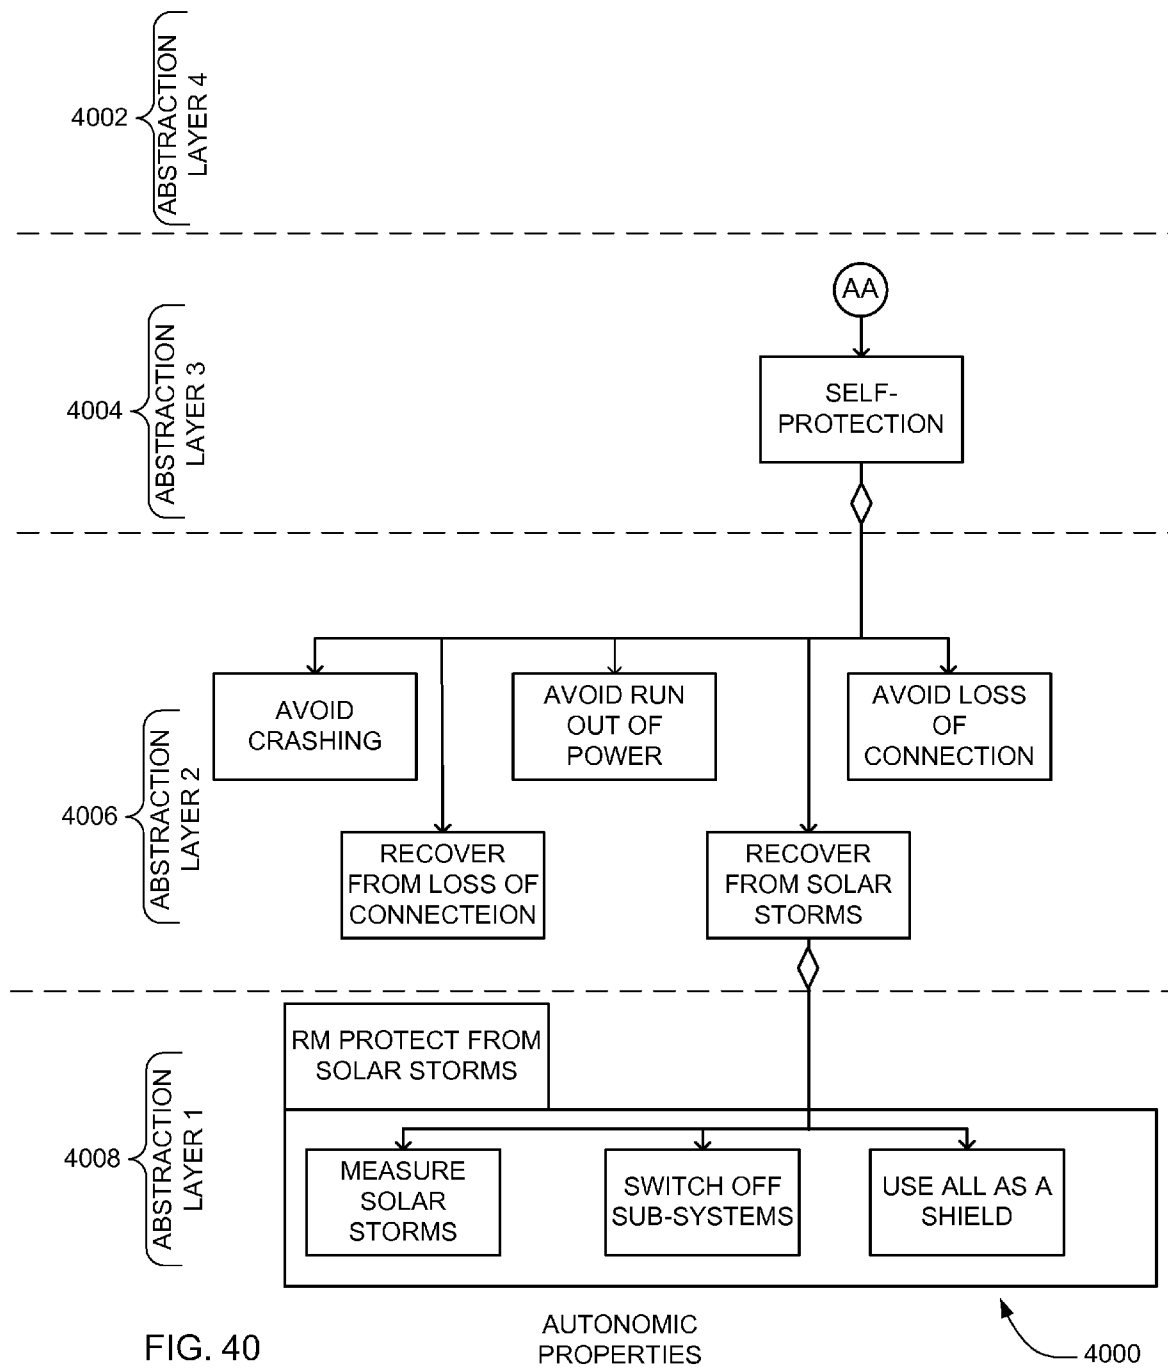 4002
ABSTRACTION
LAYER 4
AA
4004
ABSTRACTION
LAYER 3
SELF-
PROTECTION
AVOID
CRASHING
AVOID RUN
OUT OF
POWER
AVOID LOSS
OF
CONNECTION
4006
ABSTRACTION
LAYER 2
RECOVER
FROM LOSS OF
CONNECTEION
RECOVER
FROM SOLAR
STORMS
RM PROTECT FROM
SOLAR STORMS
4008
ABSTRACTION
LAYER 1
MEASURE
SOLAR
STORMS
SWITCH OFF
SUB-SYSTEMS
USE ALL AS A
SHIELD
FIG. 40
AUTONOMIC
PROPERTIES
4000